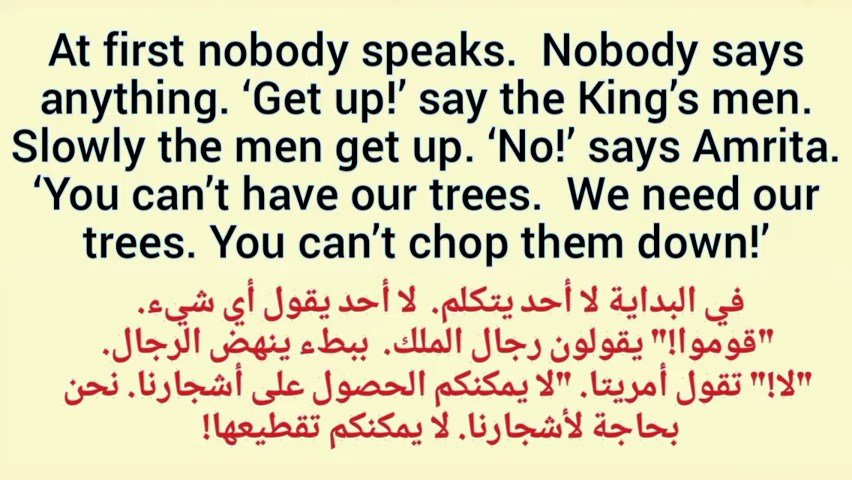 At first nobody speaks.  Nobody says
anything. ‘Get up!’ say the King’s men.
Slowly the men get up. ‘No!’ says Amrita.
‘You can’t have our trees.  We need our
trees. You can’t chop them down!’
في البداية لا أحد يتكلم. لا أحد يقول أي شيء.
"قوموا!" يقولون رجال الملك. ببطء ينهض الرجال.
"لا!" تقول أمريتا. "لا يمكنكم الحصول على أشجارنا. نحن
بحاجة لأشجارنا. لا يمكنكم تقطيعها!